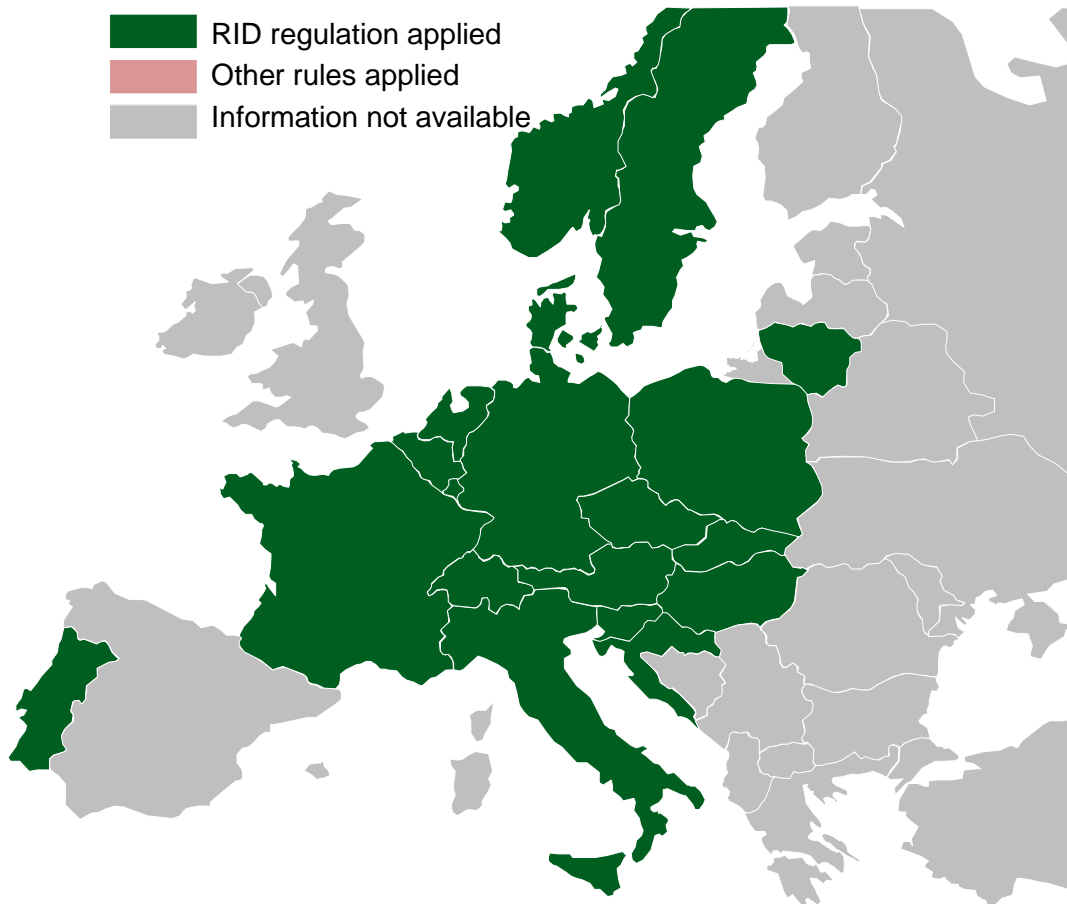 RID regulation applied
Other rules applied
Information not available